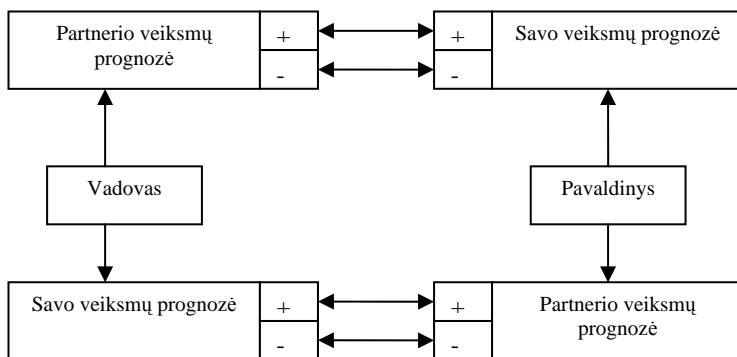 Partnerio veiksmų
prognozė
+
-
+
-
Savo veiksmų prognozė
Vadovas
Pavaldinys
Savo veiksmų prognozė
+
-
+
-
Partnerio veiksmų
prognozė